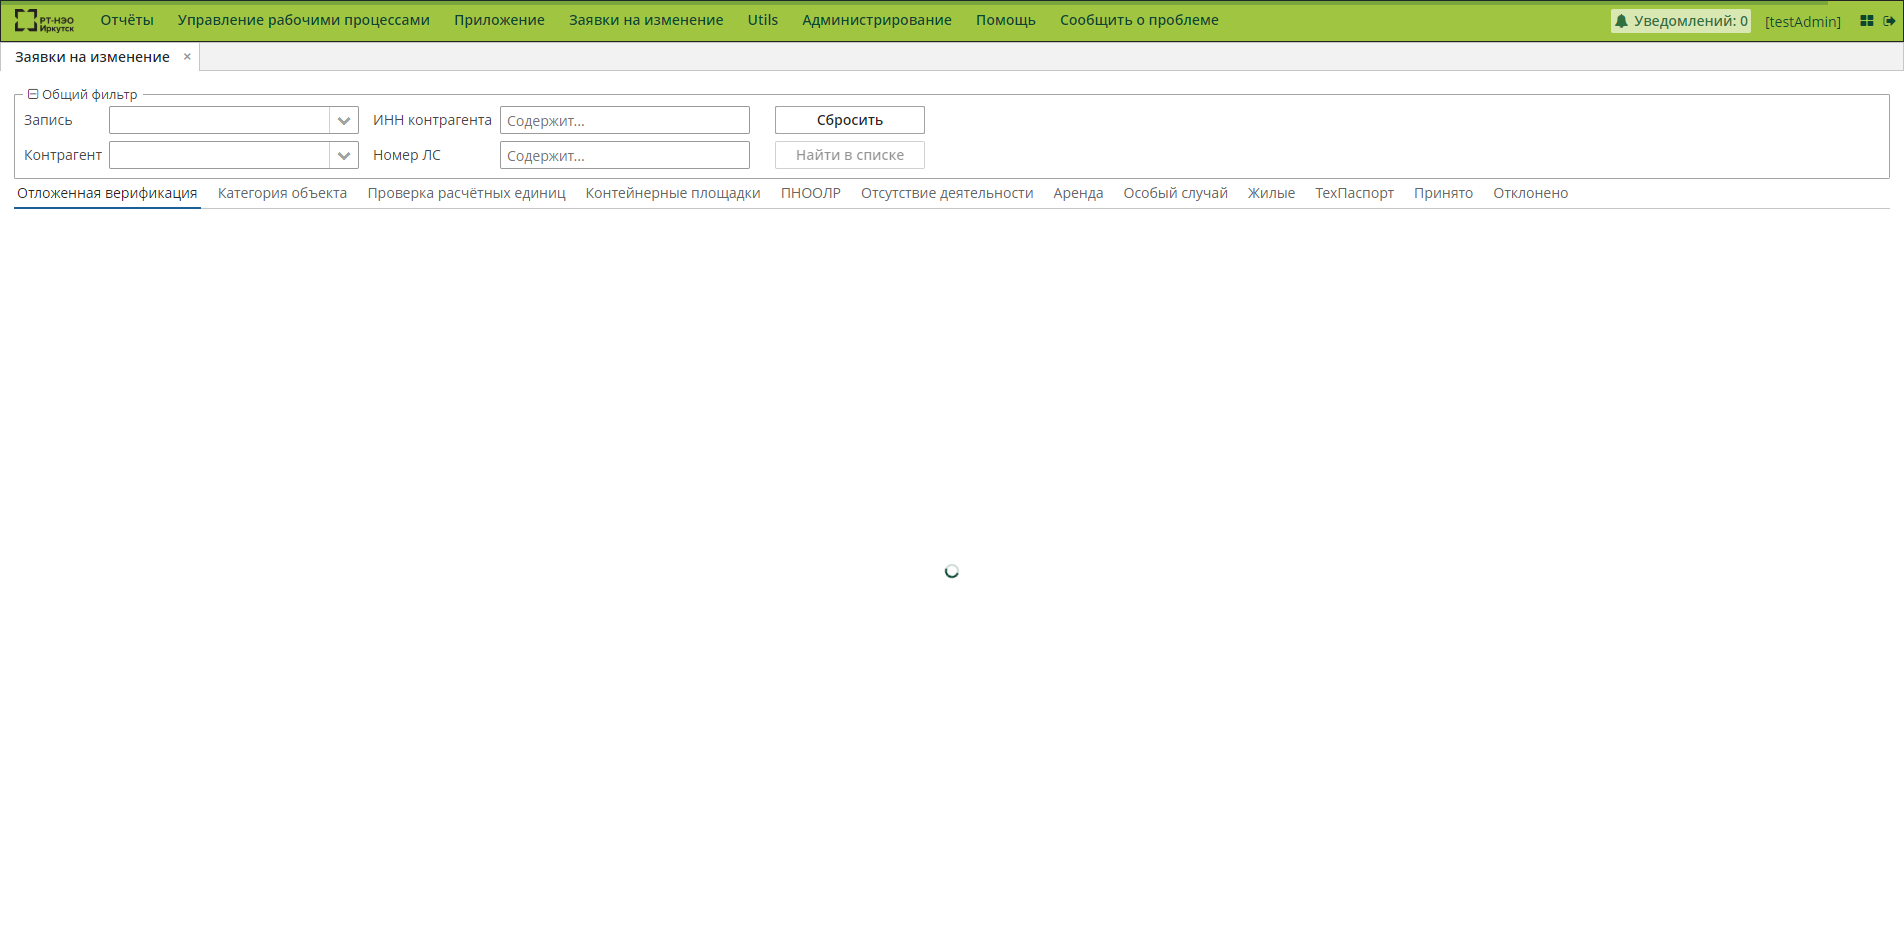 РТ-НЭО Иркутск Отчёты Управление рабочими процессами Приложение Заявки на изменение Utils Администрирование Помощь Сообщить о проблеме Уведомлений: 0 [testAdmin]
Заявки на изменение ×
Общий фильтр
Запись ИНН контрагента Содержит... Сбросить
Контрагент Номер ЛС Содержит... Найти в списке
Отложенная верификация Категория объекта Проверка расчётных единиц Контейнерные площадки ПНООЛР Отсутствие деятельности Аренда Особый случай Жилые ТехПаспорт Принято Отклонено